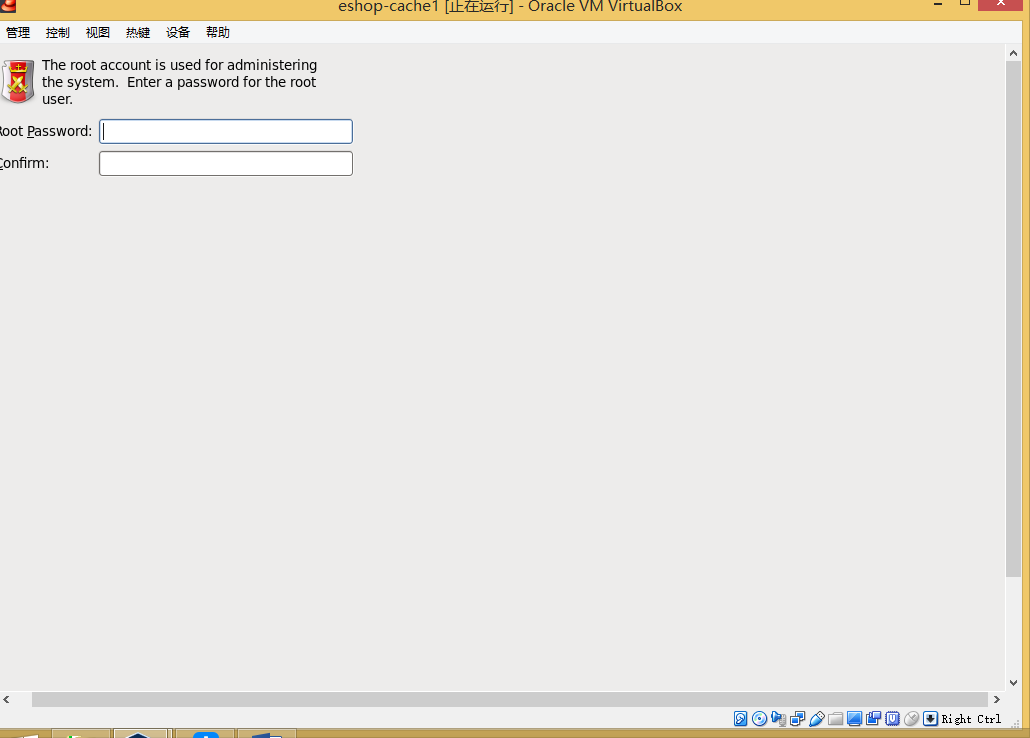 eshop-cache1 [正在运行] - Oracle VM VirtualBox
管理 控制 视图 热键 设备 帮助
The root account is used for administering
the system. Enter a password for the root
user.
Root Password:
Confirm:
Right Ctrl